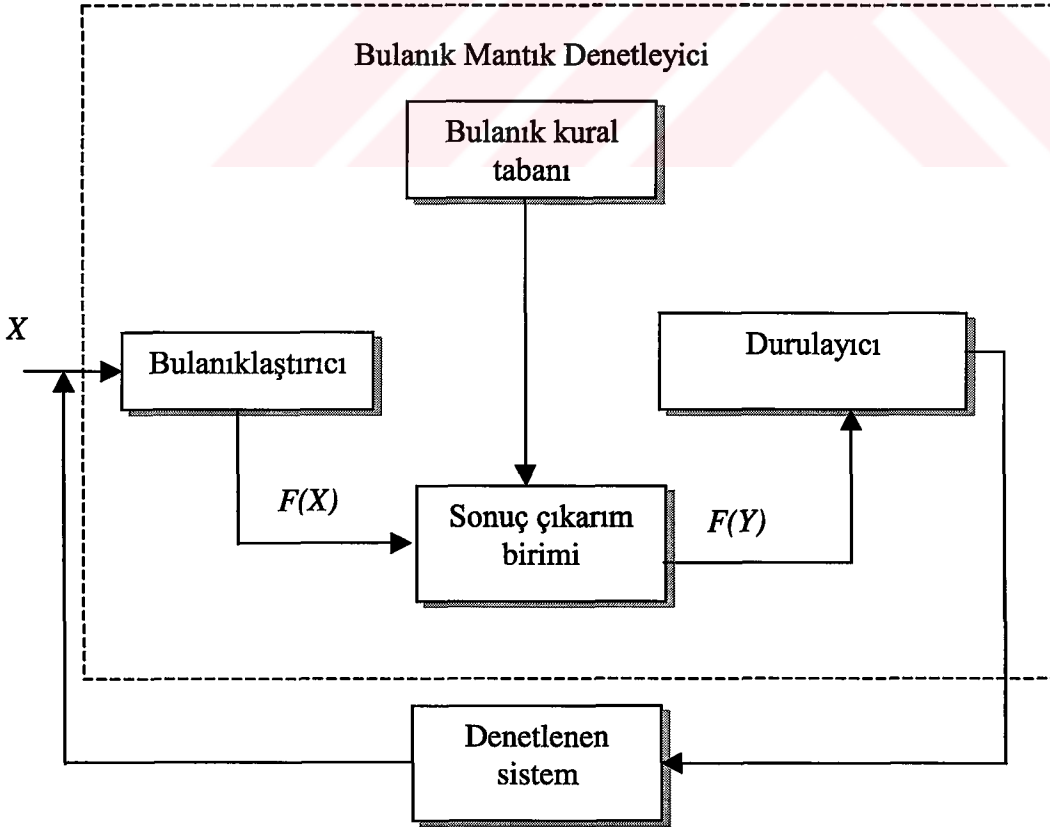 Bulanık Mantık Denetleyici
Bulanık kural
tabanı
X
Bulanıklaştırıcı
Durulayıcı
F(X)
Sonuç çıkarım
birimi
F(Y)
Denetlenen
sistem